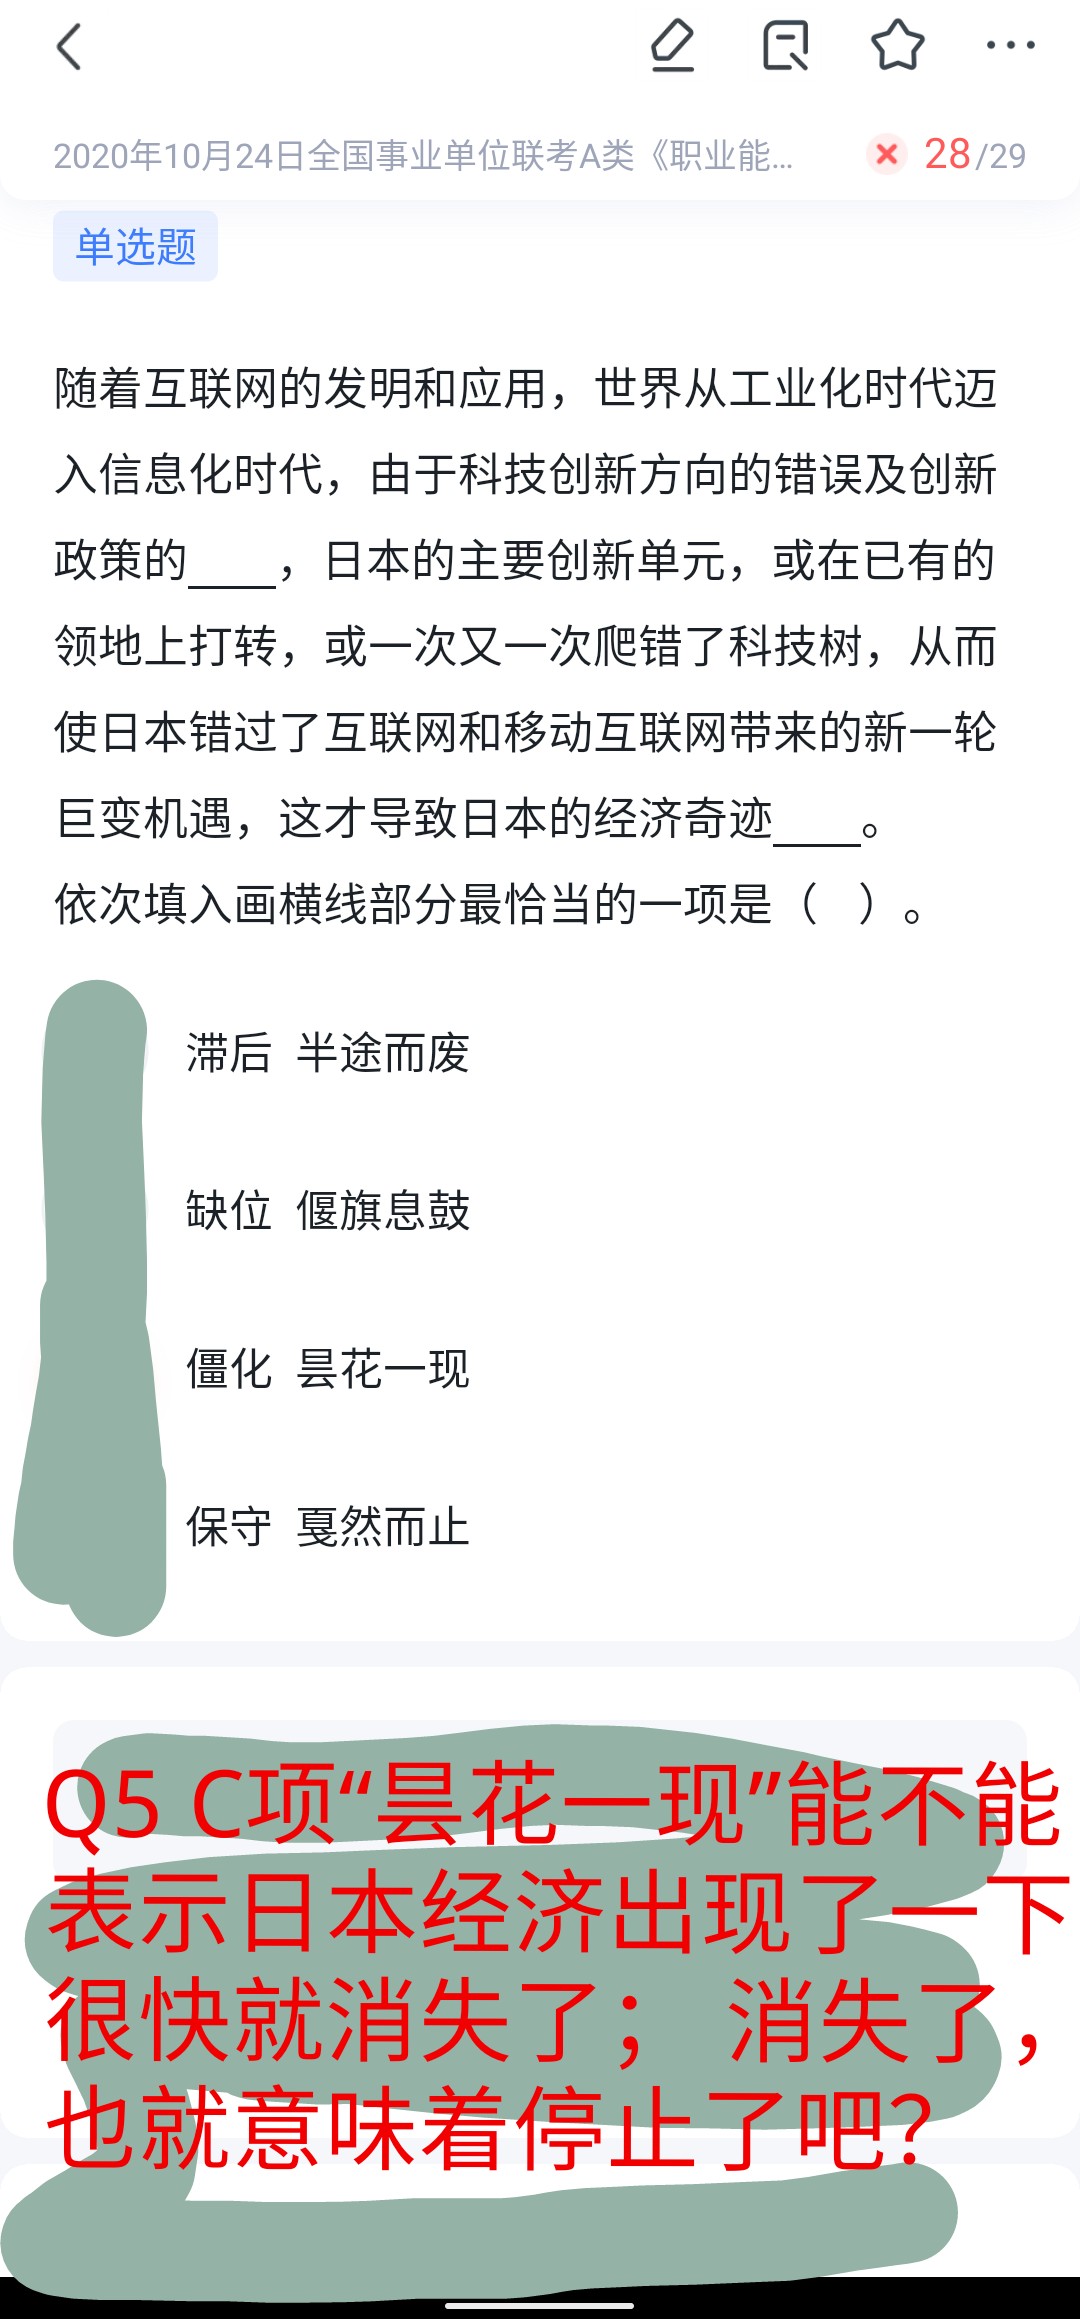 2020年10月24日全国事业单位联考A类《职业能...
28/29
单选题
随着互联网的发明和应用，世界从工业化时代迈
入信息化时代，由于科技创新方向的错误及创新
政策的____，日本的主要创新单元，或在已有的
领地上打转，或一次又一次爬错了科技树，从而
使日本错过了互联网和移动互联网带来的新一轮
巨变机遇，这才导致日本的经济奇迹____。
依次填入画横线部分最恰当的一项是（ ）。
滞后 半途而废
缺位 偃旗息鼓
僵化 昙花一现
保守 戛然而止
Q5 C项“昙花一现”能不能
表示日本经济出现了一下
很快就消失了； 消失了，
也就意味着停止了吧？